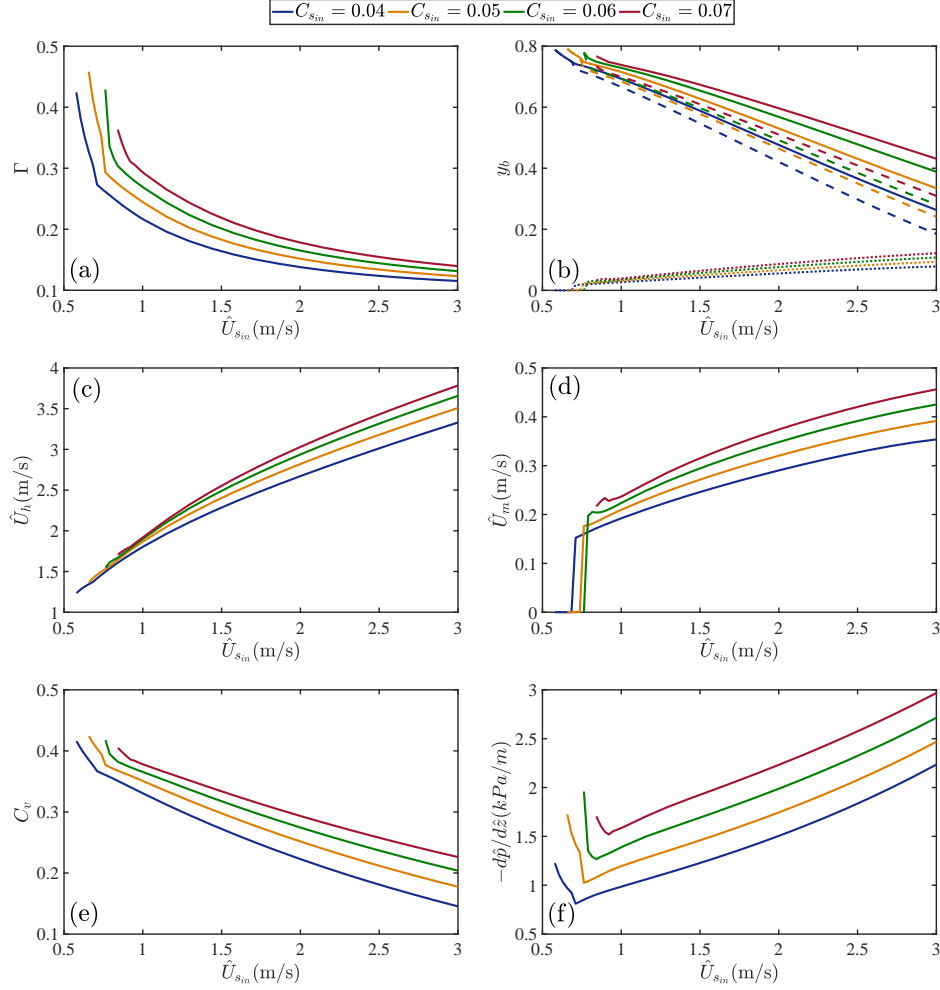 C_{s_{in}} = 0.04 C_{s_{in}} = 0.05 C_{s_{in}} = 0.06 C_{s_{in}} = 0.07
0.5
0.4
0.3
0.2
0.1
Γ
(a)
0.5 1 1.5 2 2.5 3
Û_{s_{in}}(m/s)
0.8
0.6
0.4
0.2
0
y_b
(b)
0.5 1 1.5 2 2.5 3
Û_{s_{in}}(m/s)
4
3.5
3
2.5
2
1.5
1
Û_h(m/s)
(c)
0.5 1 1.5 2 2.5 3
Û_{s_{in}}(m/s)
0.5
0.4
0.3
0.2
0.1
0
Û_m(m/s)
(d)
0.5 1 1.5 2 2.5 3
Û_{s_{in}}(m/s)
0.5
0.4
0.3
0.2
0.1
C_v
(e)
0.5 1 1.5 2 2.5 3
Û_{s_{in}}(m/s)
3
2.5
2
1.5
1
0.5
−dp̂/dẑ(kPa/m)
(f)
0.5 1 1.5 2 2.5 3
Û_{s_{in}}(m/s)